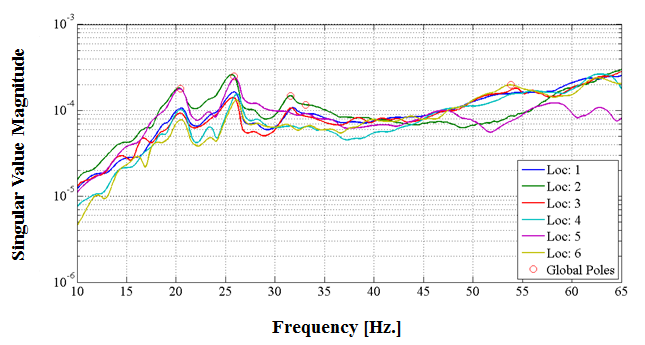 10^-3
10^-4
10^-5
10^-6
Singular Value Magnitude
10 15 20 25 30 35 40 45 50 55 60 65
Frequency [Hz.]
Loc: 1
Loc: 2
Loc: 3
Loc: 4
Loc: 5
Loc: 6
Global Poles